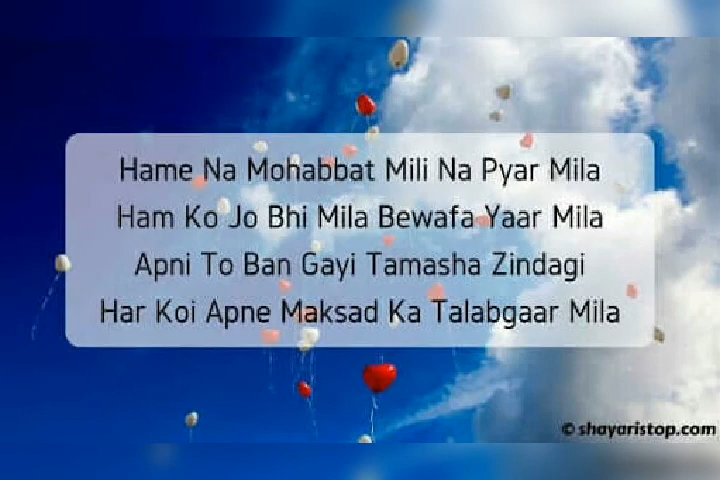 Hame Na Mohabbat Mili Na Pyar Mila
Ham Ko Jo Bhi Mila Bewafa Yaar Mila
Apni To Ban Gayi Tamasha Zindagi
Har Koi Apne Maksad Ka Talabgaar Mila
© shayaristop.com